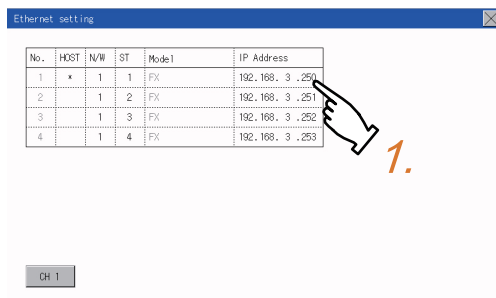 Ethernet setting
No. HOST N/W ST Model IP Address
1 * 1 1 FX 192.168. 3 .250
2 1 2 FX 192.168. 3 .251
3 1 3 FX 192.168. 3 .252
4 1 4 FX 192.168. 3 .253
1.
CH 1